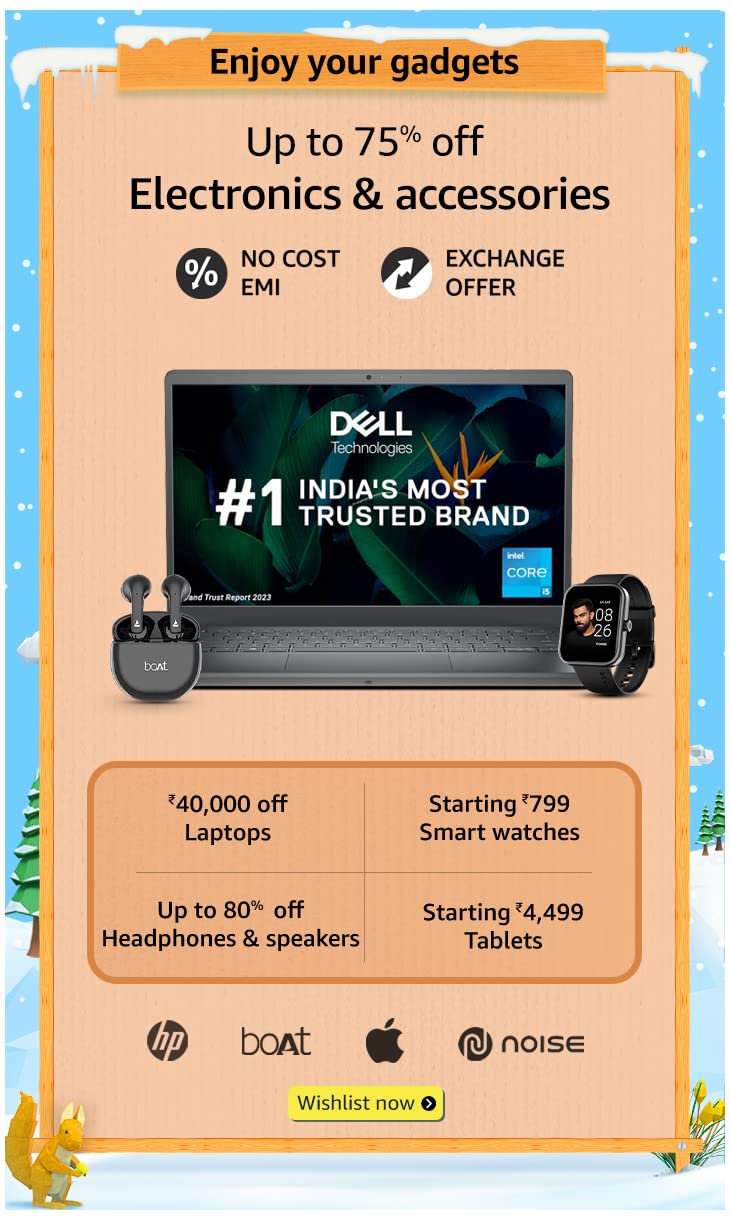 Enjoy your gadgets
Up to 75% off
Electronics & accessories
% NO COST
EMI
EXCHANGE
OFFER
DELL
Technologies
#1 INDIA'S MOST
TRUSTED BRAND
intel.
CORE
i5
and Trust Report 2023
boAt
08
26
₹40,000 off
Laptops
Starting ₹799
Smart watches
Up to 80% off
Headphones & speakers
Starting ₹4,499
Tablets
hp
boAt
noise
Wishlist now